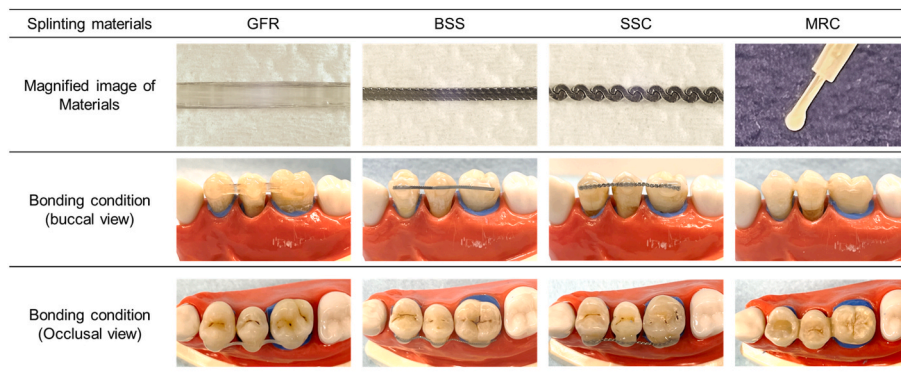 Splinting materials GFR BSS SSC MRC
Magnified image of
Materials
Bonding condition
(buccal view)
Bonding condition
(Occlusal view)